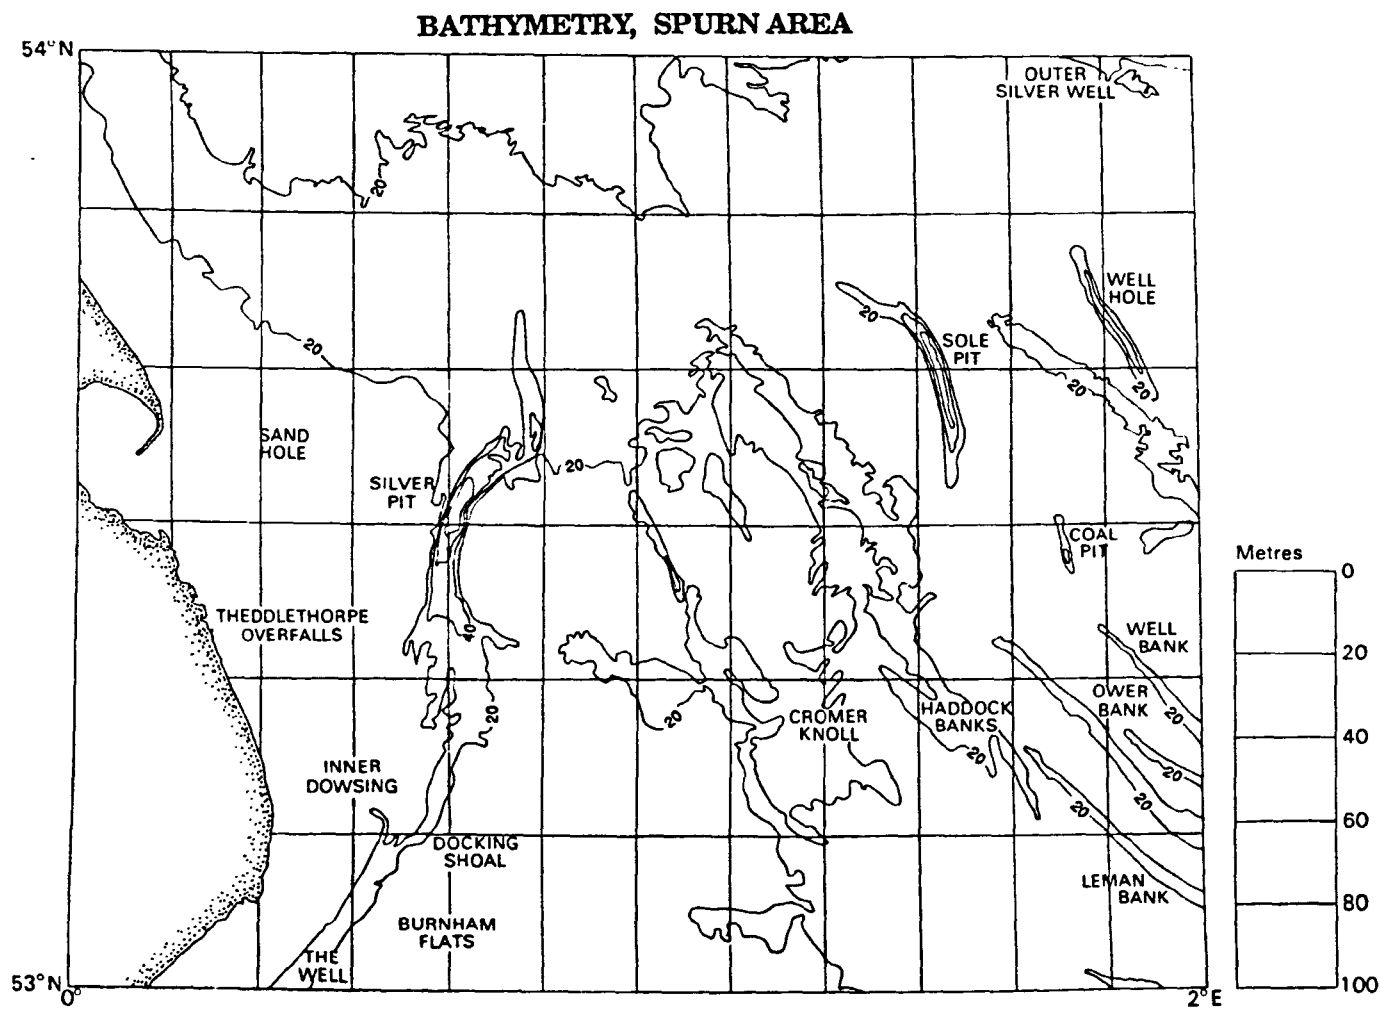 BATHYMETRY, SPURN AREA
54°N
OUTER
SILVER WELL
20
WELL
HOLE
20
SOLE
PIT
20
20
20
SAND
HOLE
20
SILVER
PIT
COAL
PIT
Metres
0
THEDDLETHORPE
OVERFALLS
40
WELL
BANK
20
OWER
BANK
20
20
20
CROMER
KNOLL
HADDOCK
BANKS
20
40
INNER
DOWSING
20
20
20
60
DOCKING
SHOAL
LEMAN
BANK
80
BURNHAM
FLATS
THE
WELL
53°N
100
0°
2°E